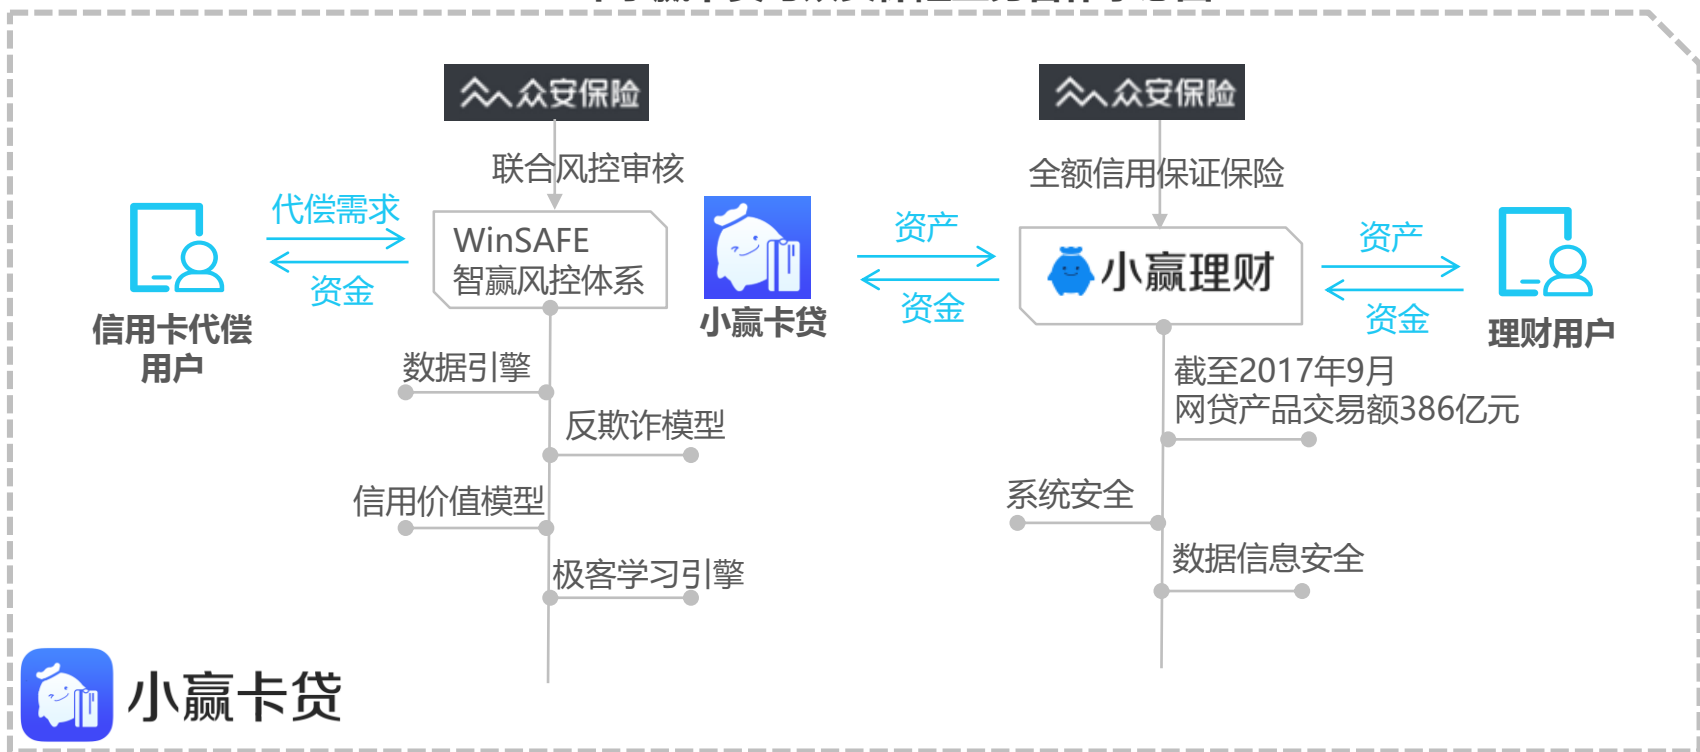 众安保险
众安保险
联合风控审核
全额信用保证保险
代偿需求
资金
信用卡代偿
用户
WinSAFE
智赢风控体系
小赢卡贷
资产
资金
小赢理财
资产
资金
理财用户
数据引擎
反欺诈模型
信用价值模型
极客学习引擎
截至2017年9月
网贷产品交易额386亿元
系统安全
数据信息安全
小赢卡贷